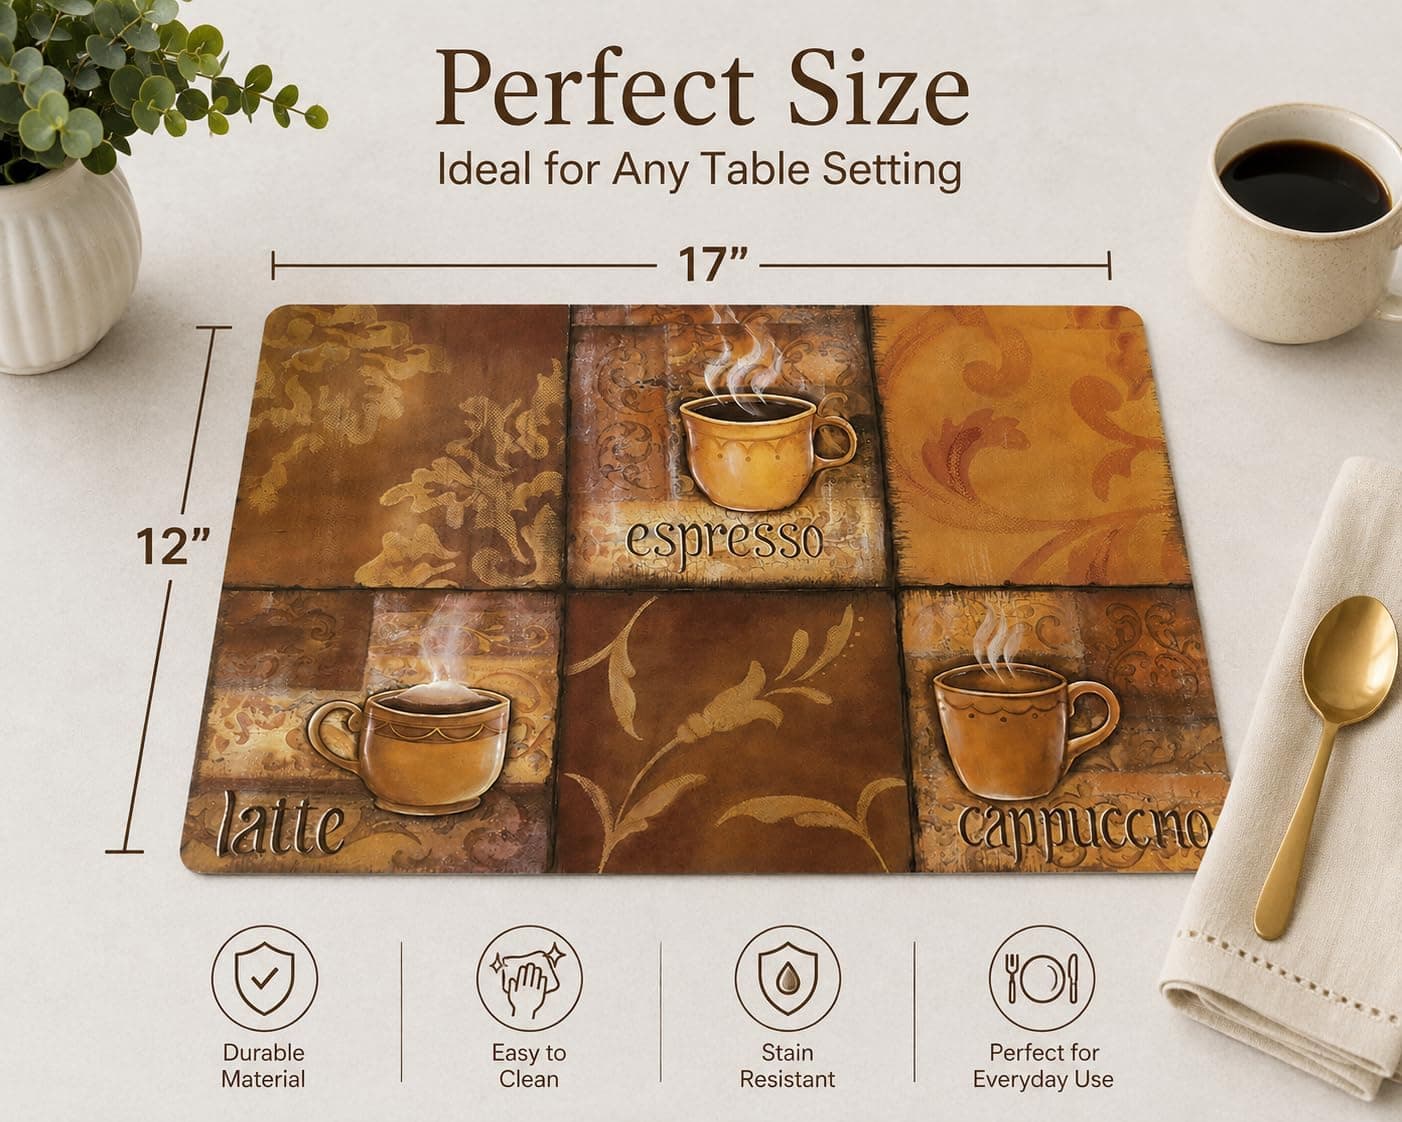 Perfect Size
Ideal for Any Table Setting
17”
12”
espresso
latte
cappuccino
Durable
Material
Easy to
Clean
Stain
Resistant
Perfect for
Everyday Use